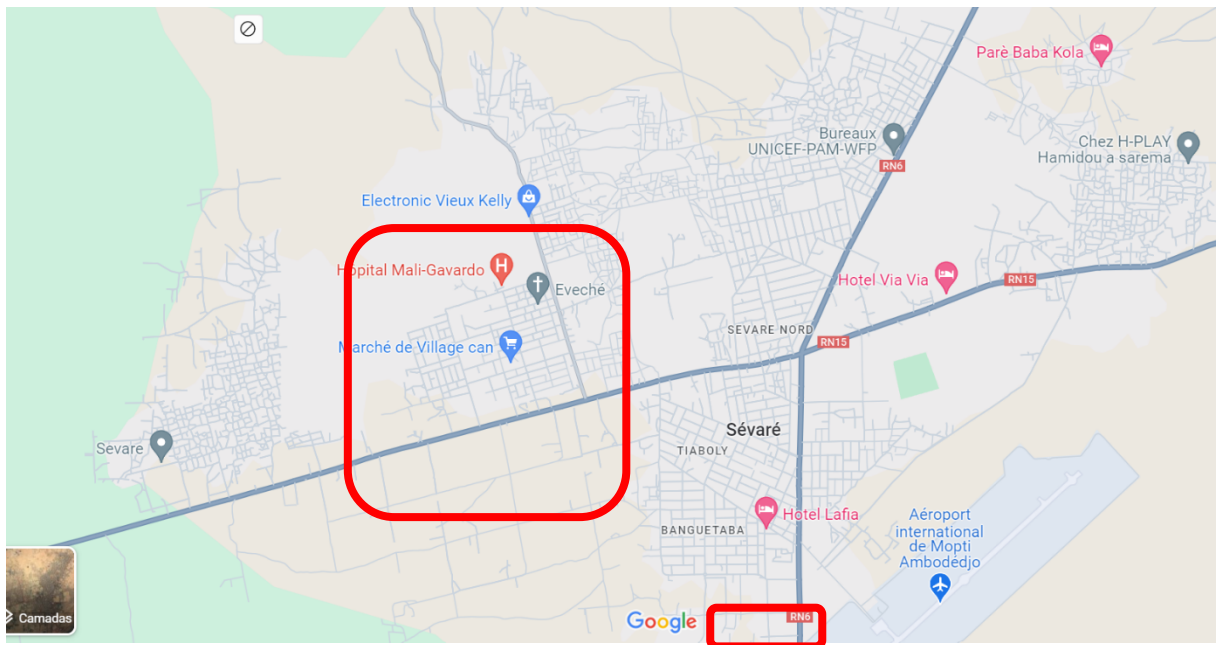 Parè Baba Kola
Bureaux
UNICEF-PAM-WFP
RN6
Chez H-PLAY
Hamidou a sarema
Electronic Vieux Kelly
Hôpital Mali-Gavardo
H
Eveché
Hotel Via Via
RN15
SEVARE NORD
RN15
Marché de Village can
Sévaré
Sevare
TIABOLY
Hotel Lafia
BANGUETABA
Aéroport
international
de Mopti
Ambodédjo
Camadas
Google
RN6